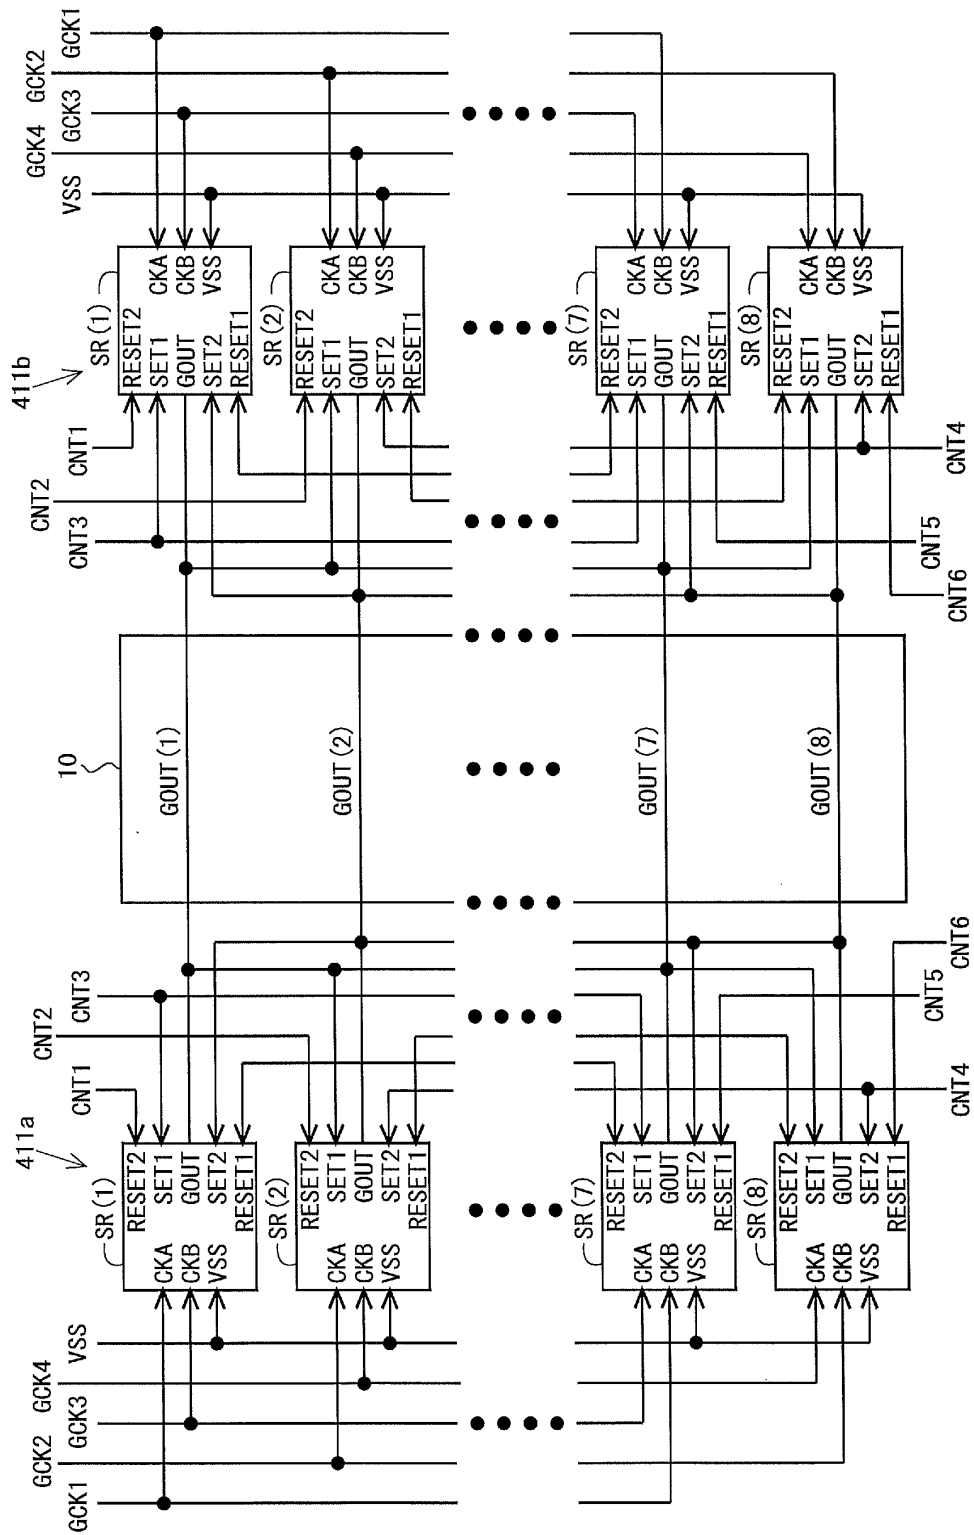 GCK1
GCK2
GCK3
GCK4
VSS
411b
SR(1)
CKA
CKB
VSS
RESET2
SET1
GOUT
SET2
RESET1
SR(2)
CKA
CKB
VSS
RESET2
SET1
GOUT
SET2
RESET1
SR(7)
CKA
CKB
VSS
RESET2
SET1
GOUT
SET2
RESET1
SR(8)
CKA
CKB
VSS
RESET2
SET1
GOUT
SET2
RESET1
CNT1
CNT2
CNT3
CNT4
CNT5
CNT6
10
GOUT(1)
GOUT(2)
GOUT(7)
GOUT(8)
CNT3
CNT2
CNT1
CNT6
CNT5
CNT4
411a
SR(1)
RESET2
SET1
GOUT
SET2
RESET1
CKA
CKB
VSS
SR(2)
RESET2
SET1
GOUT
SET2
RESET1
CKA
CKB
VSS
SR(7)
RESET2
SET1
GOUT
SET2
RESET1
CKA
CKB
VSS
SR(8)
RESET2
SET1
GOUT
SET2
RESET1
CKA
CKB
VSS
VSS
GCK4
GCK3
GCK2
GCK1